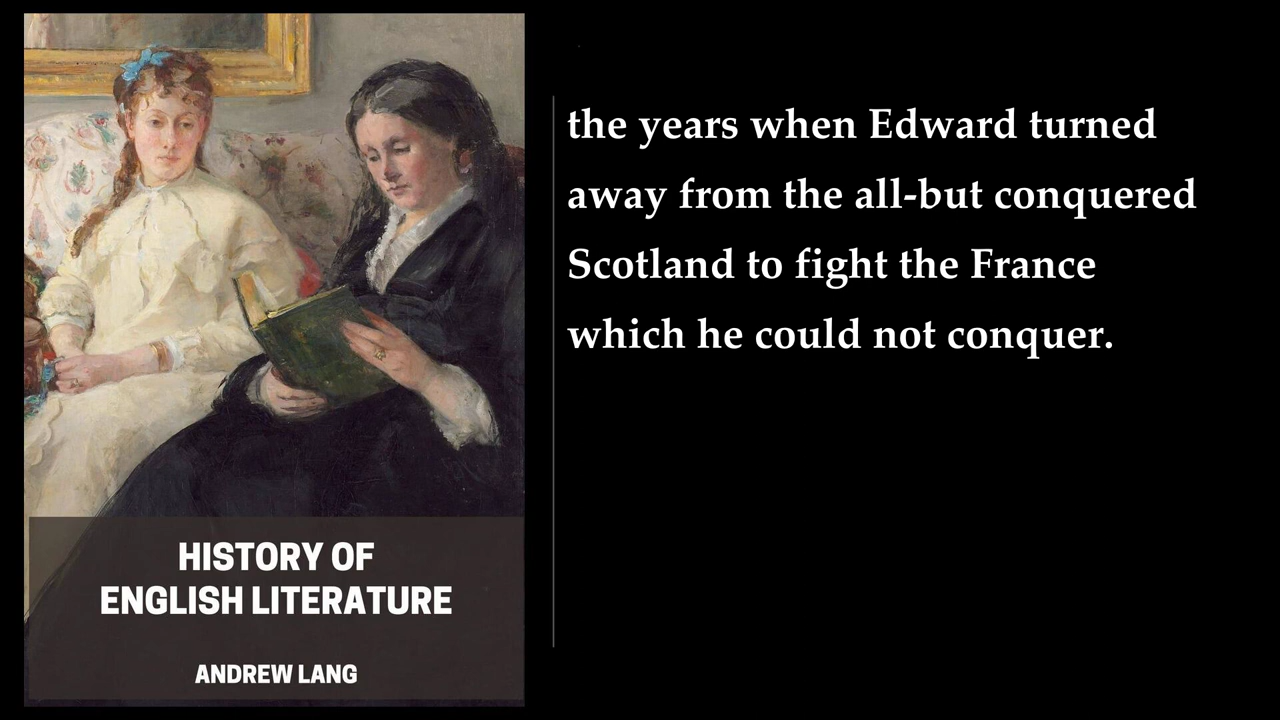 the years when Edward turned
away from the all-but conquered
Scotland to fight the France
which he could not conquer.
HISTORY OF
ENGLISH LITERATURE
ANDREW LANG